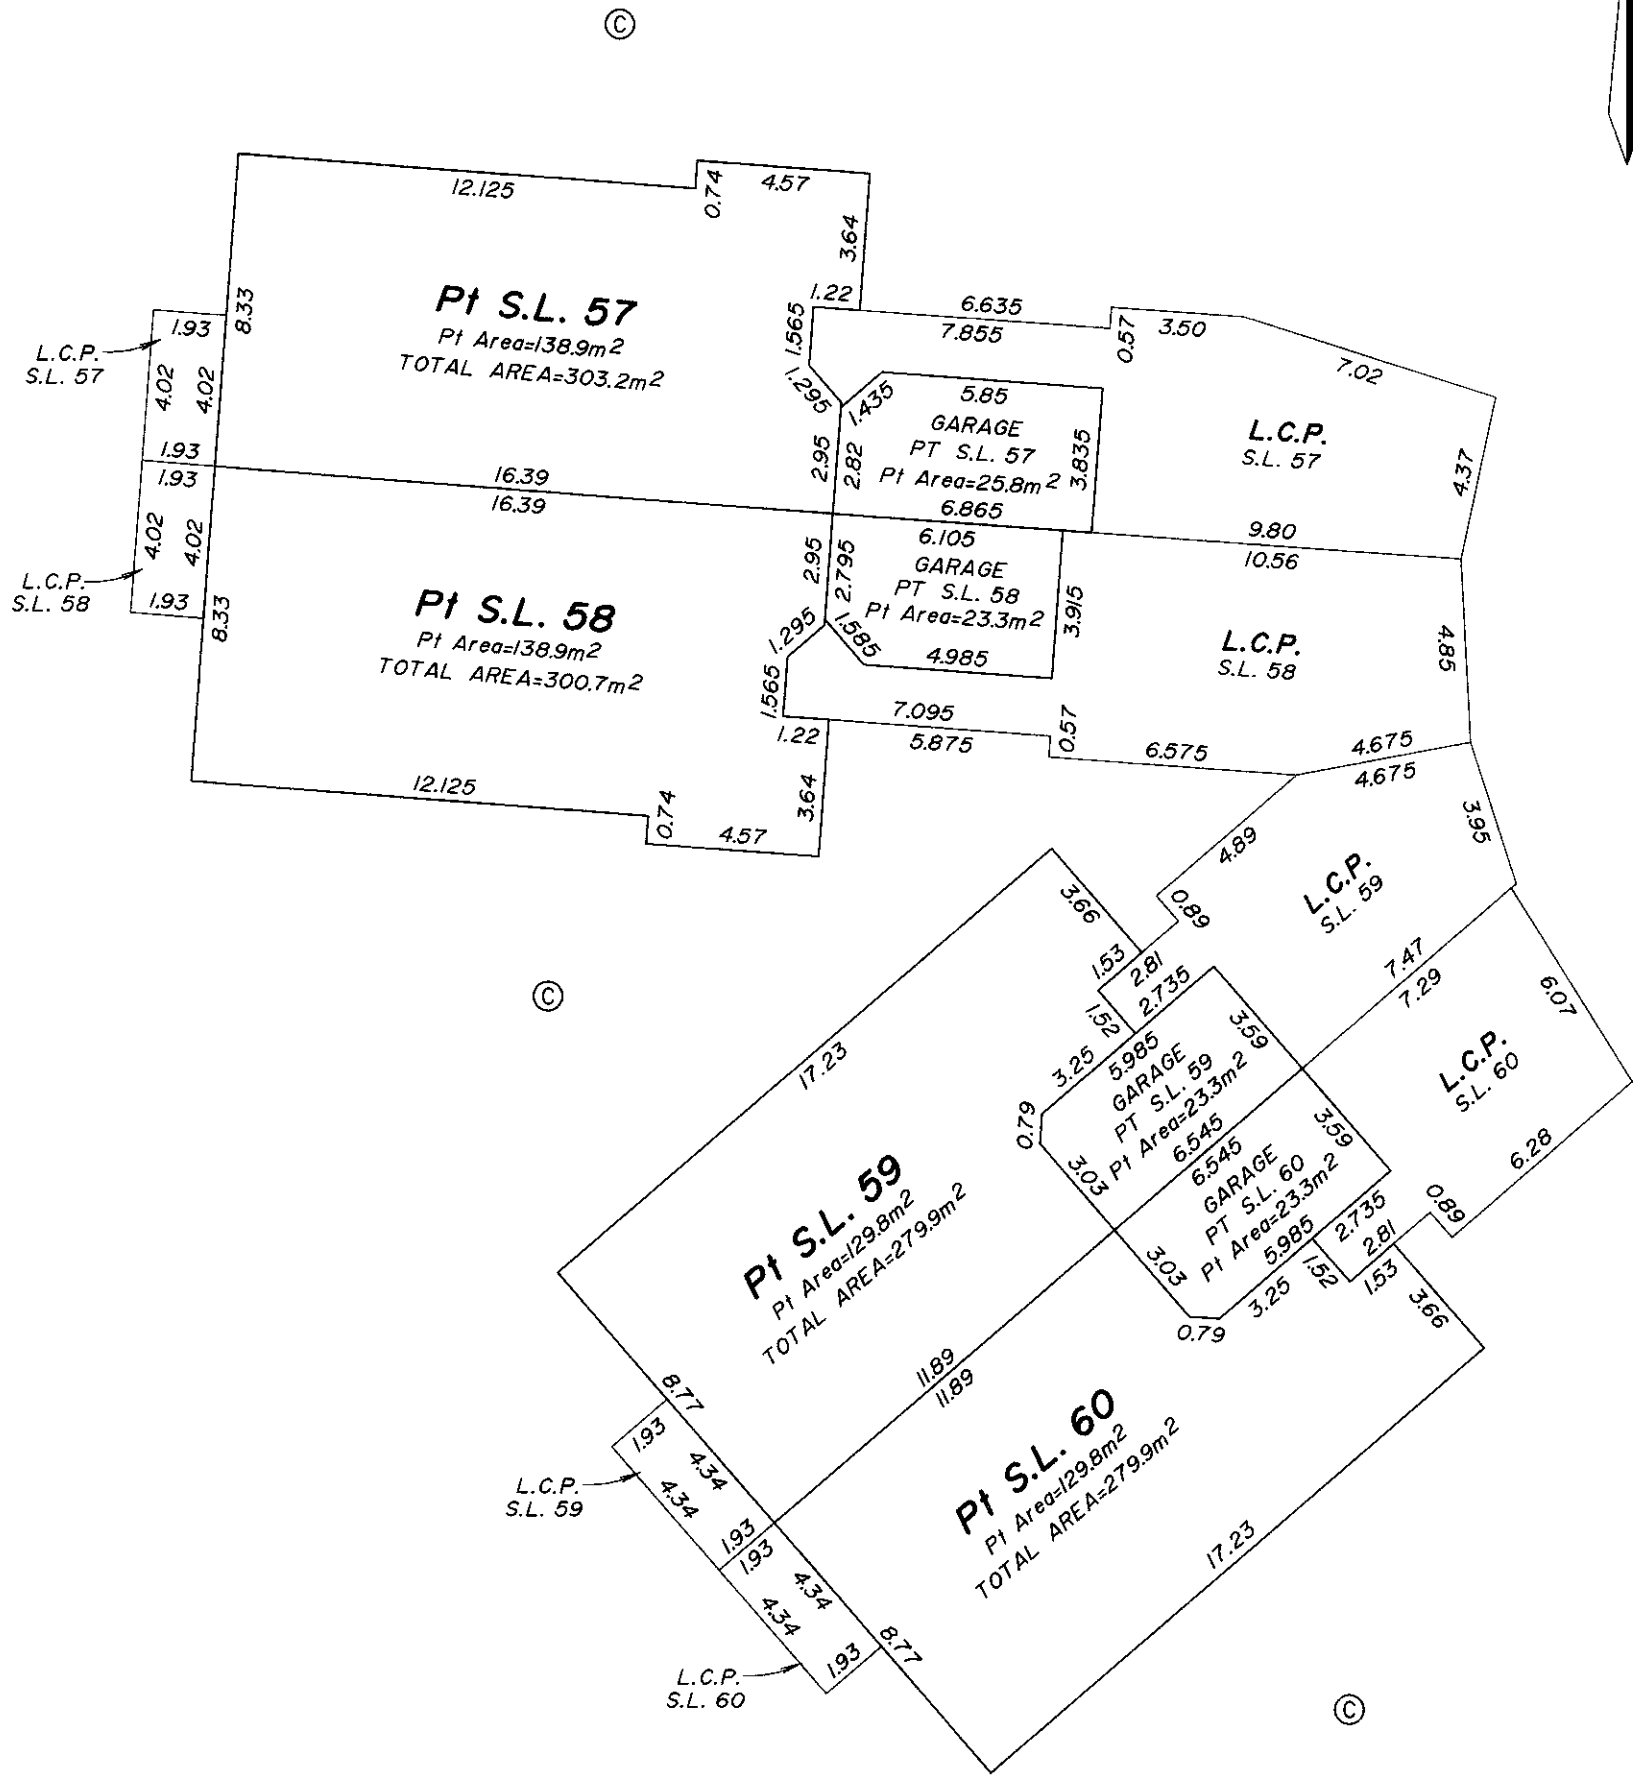 ©
12.125
0.74
4.57
3.64
8.33
Pt S.L. 57
Pt Area=138.9m2
TOTAL AREA=303.2m2
1.22
6.635
7.855
0.57
3.50
7.02
1.93
L.C.P.
S.L. 57
4.02
4.02
1.93
1.565
1.295
1.435
5.85
GARAGE
PT S.L. 57
Pt Area=25.8m2
3.835
L.C.P.
S.L. 57
4.37
2.95
2.82
16.39
6.865
9.80
1.93
16.39
6.105
10.56
4.02
4.02
L.C.P.
S.L. 58
1.93
8.33
Pt S.L. 58
Pt Area=138.9m2
TOTAL AREA=300.7m2
2.95
2.795
GARAGE
PT S.L. 58
Pt Area=23.3m2
3.915
L.C.P.
S.L. 58
4.85
1.295
1.585
4.985
1.565
1.22
7.095
5.875
0.57
6.575
4.675
4.675
12.125
0.74
4.57
3.64
3.95
4.89
0.89
L.C.P.
S.L. 59
3.66
1.53
2.81
2.735
1.52
7.47
7.29
©
17.23
3.25
5.985
GARAGE
PT S.L. 59
Pt Area=23.3m2
3.59
6.545
0.79
3.03
6.07
L.C.P.
S.L. 60
6.545
GARAGE
PT S.L. 60
Pt Area=23.3m2
3.59
5.985
6.28
0.89
2.735
2.81
1.52
1.53
3.25
3.03
0.79
3.66
Pt S.L. 59
Pt Area=129.8m2
TOTAL AREA=279.9m2
11.89
11.89
8.77
1.93
4.34
4.34
L.C.P.
S.L. 59
1.93
Pt S.L. 60
Pt Area=129.8m2
TOTAL AREA=279.9m2
17.23
1.93
4.34
4.34
8.77
1.93
L.C.P.
S.L. 60
©